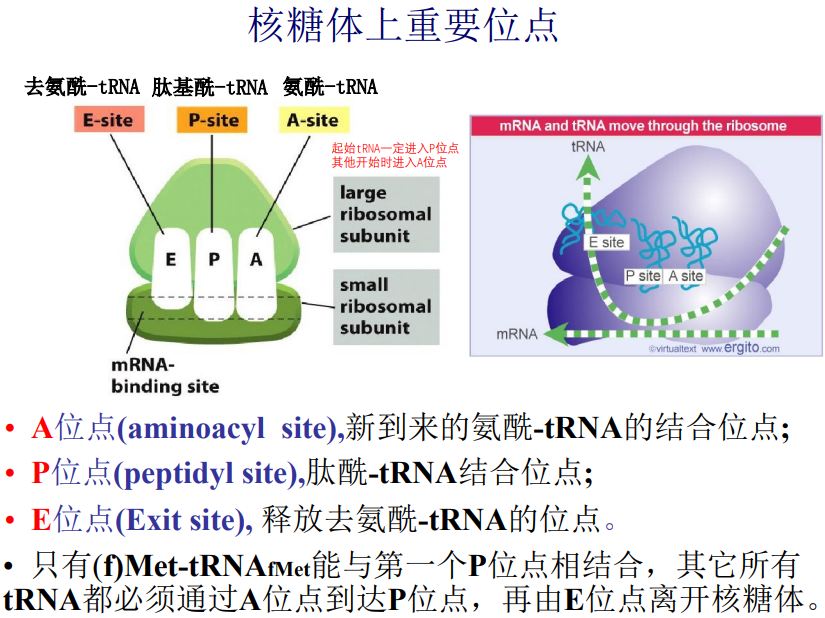 核糖体上重要位点
去氨酰-tRNA 肽基酰-tRNA 氨酰-tRNA
E-site P-site A-site
起始tRNA一定进入P位点
其他开始时进入A位点
large
ribosomal
subunit
E P A
small
ribosomal
subunit
mRNA-
binding site
mRNA and tRNA move through the ribosome
tRNA
E site
P site A site
mRNA
©virtualtext www.ergito.com
• A位点(aminoacyl site),新到来的氨酰-tRNA的结合位点;
• P位点(peptidyl site),肽酰-tRNA结合位点;
• E位点(Exit site), 释放去氨酰-tRNA的位点。
• 只有(f)Met-tRNAfMet能与第一个P位点相结合，其它所有
tRNA都必须通过A位点到达P位点，再由E位点离开核糖体。